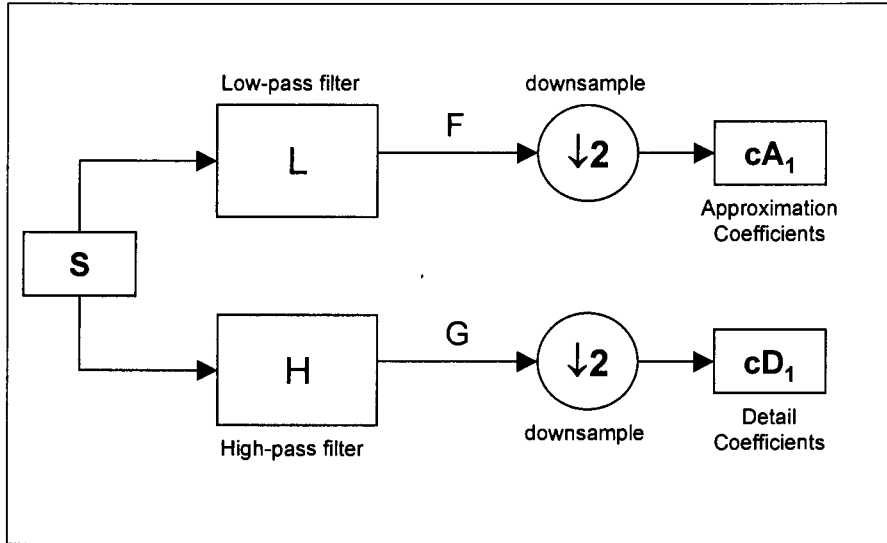 Low-pass filter
downsample
F
L
↓2
cA₁
Approximation
Coefficients
S
G
H
↓2
cD₁
Detail
Coefficients
High-pass filter
downsample